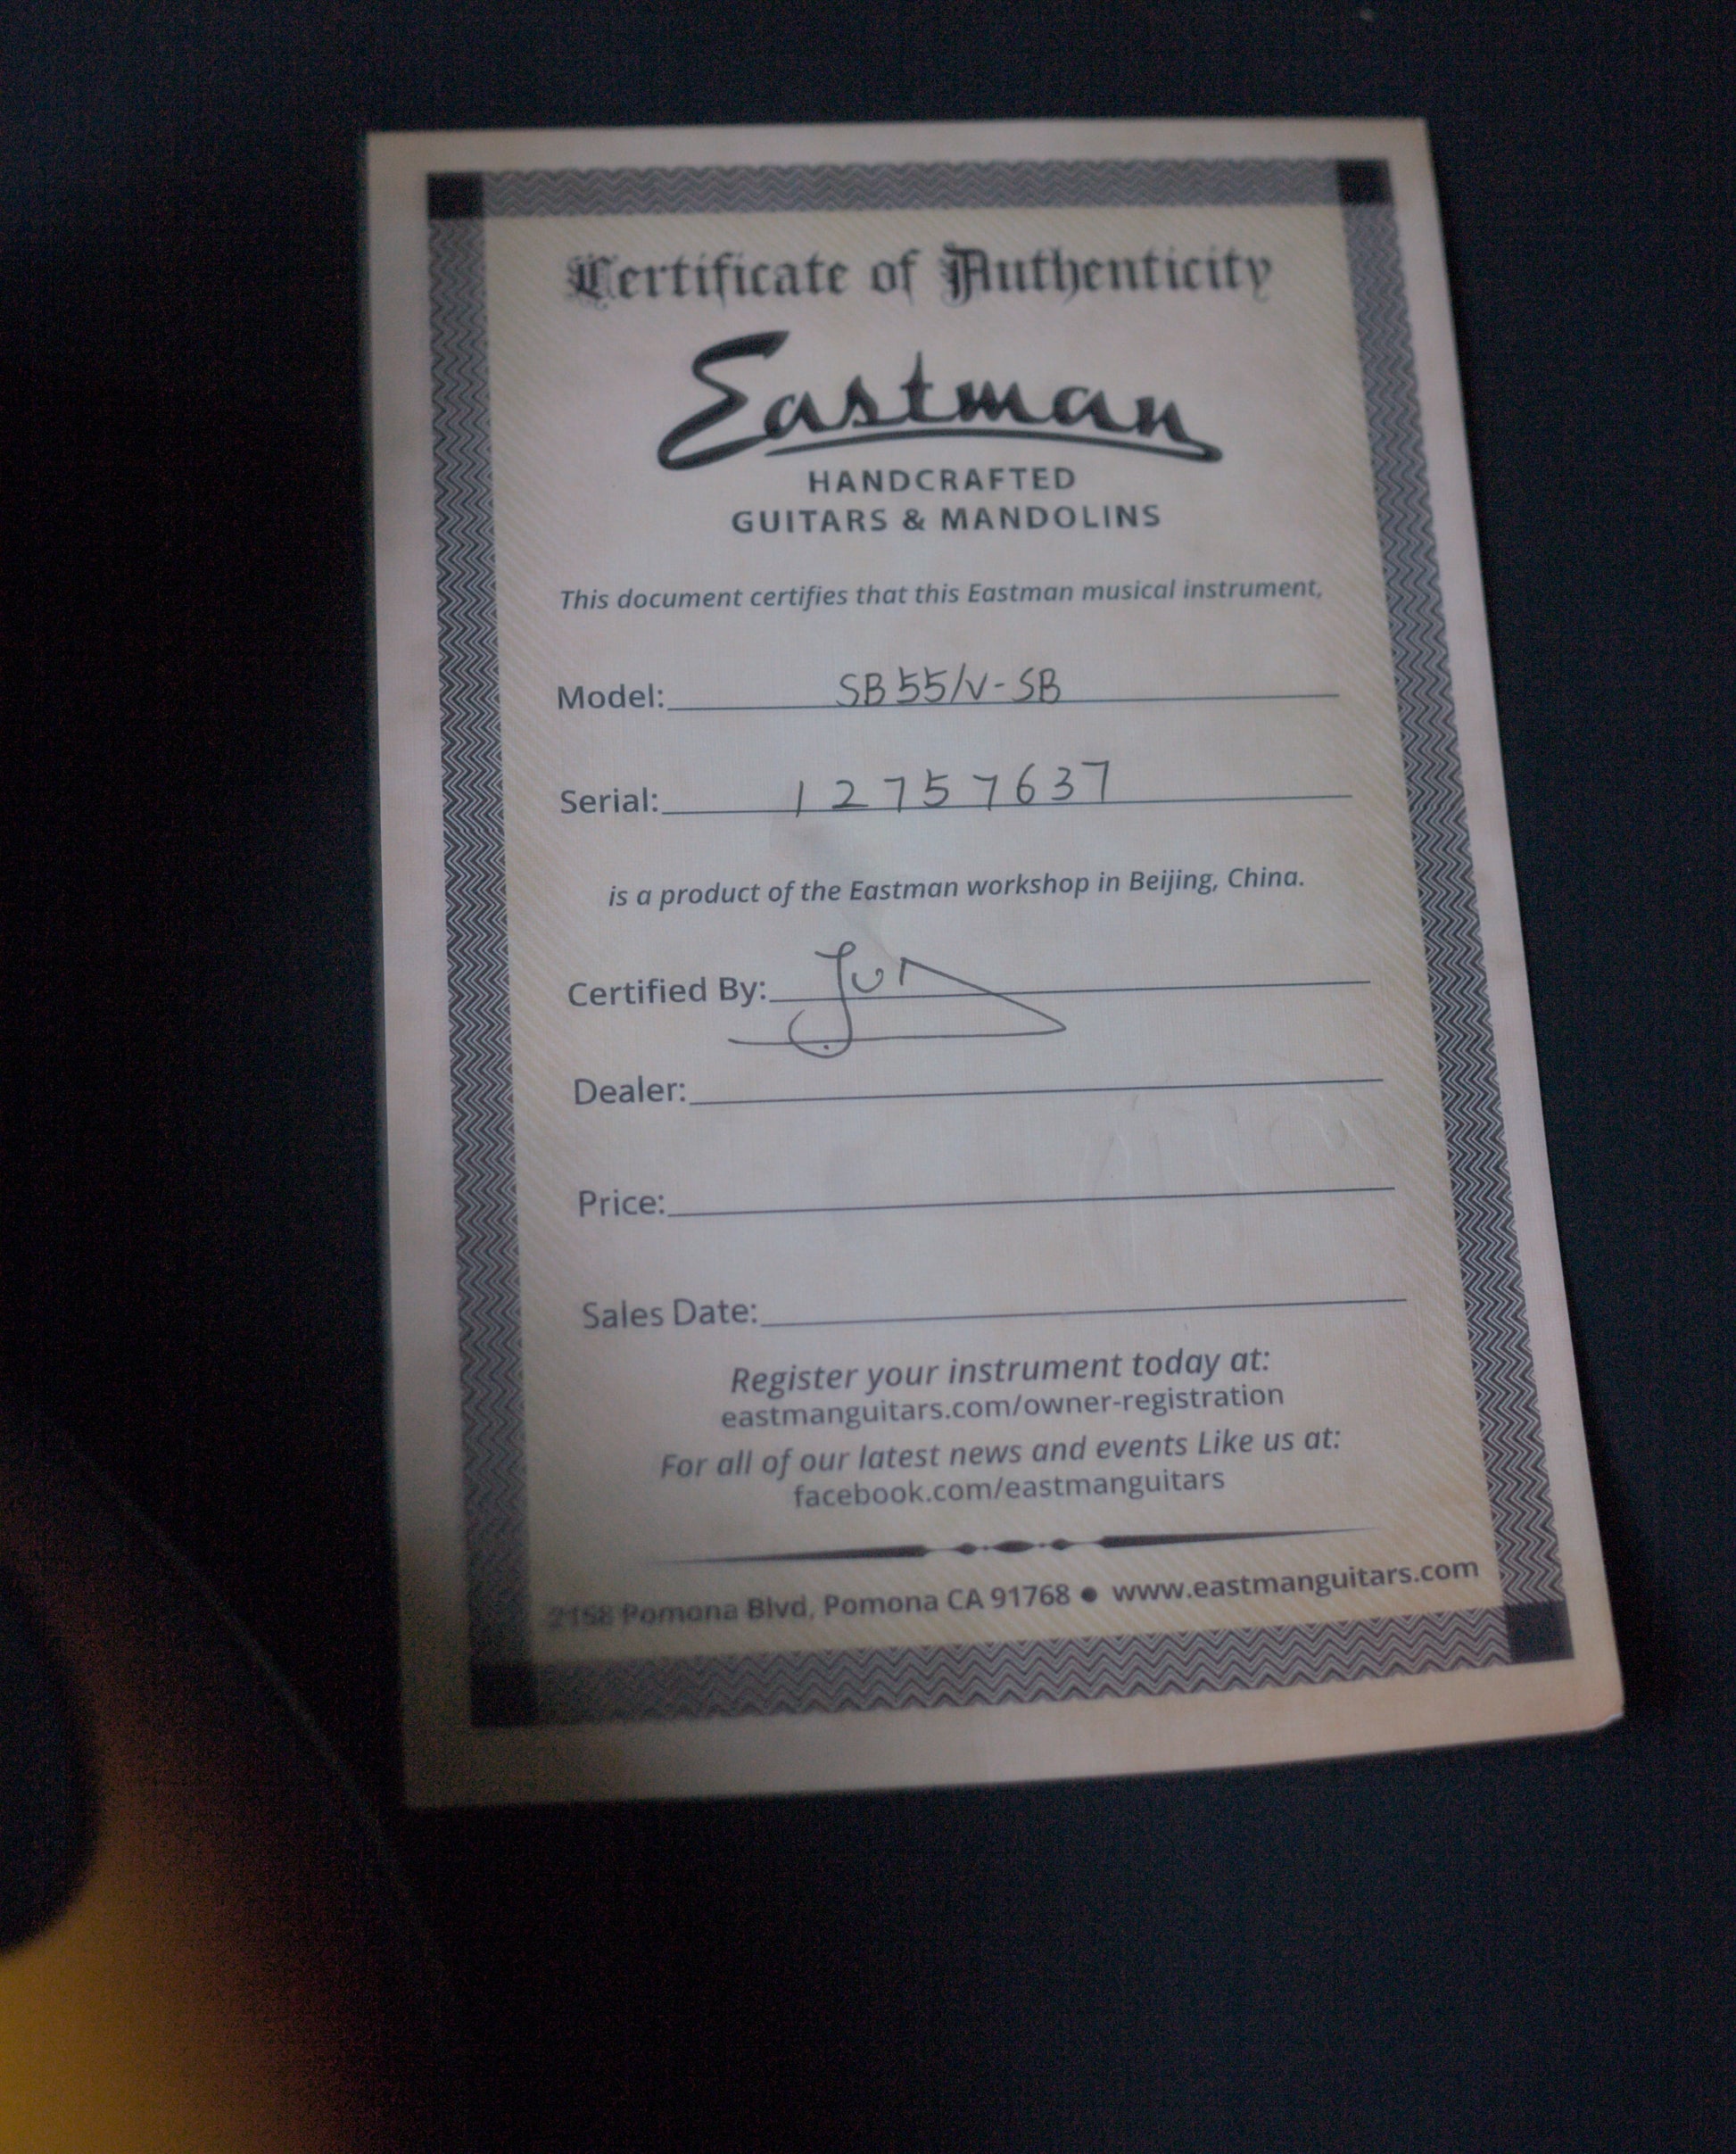 Certificate of Authenticity
Eastman
HANDCRAFTED
GUITARS & MANDOLINS
This document certifies that this Eastman musical instrument,
Model: SB55/V-SB
Serial: 12757637
is a product of the Eastman workshop in Beijing, China.
Certified By: Jun
Dealer:
Price:
Sales Date:
Register your instrument today at:
eastmanguitars.com/owner-registration
For all of our latest news and events Like us at:
facebook.com/eastmanguitars
2158 Pomona Blvd, Pomona CA 91768 ● www.eastmanguitars.com